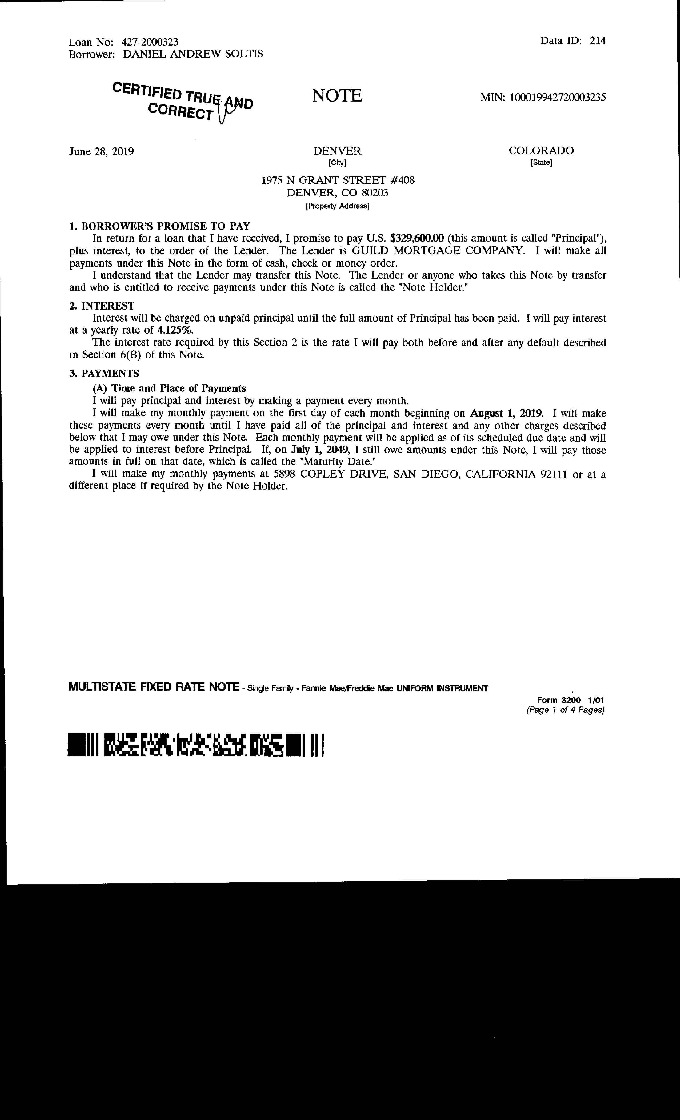 Loan No: 427-2000323
Data ID: 214
Borrower: DANIEL ANDREW SOLTIS
CERTIFIED TRUE AND
CORRECT
NOTE
MIN: 100019942720003235
June 28, 2019
DENVER
[City]
COLORADO
[State]
1975 N GRANT STREET #408
DENVER, CO 80203
[Property Address]
1. BORROWER'S PROMISE TO PAY
In return for a loan that I have received, I promise to pay U.S. $329,600.00 (this amount is called "Principal"),
plus interest, to the order of the Lender. The Lender is GUILD MORTGAGE COMPANY. I will make all
payments under this Note in the form of cash, check or money order.
I understand that the Lender may transfer this Note. The Lender or anyone who takes this Note by transfer
and who is entitled to receive payments under this Note is called the "Note Holder."
2. INTEREST
Interest will be charged on unpaid principal until the full amount of Principal has been paid. I will pay interest
at a yearly rate of 4.125%.
The interest rate required by this Section 2 is the rate I will pay both before and after any default described
in Section 6(B) of this Note.
3. PAYMENTS
(A) Time and Place of Payments
I will pay principal and interest by making a payment every month.
I will make my monthly payment on the first day of each month beginning on August 1, 2019. I will make
these payments every month until I have paid all of the principal and interest and any other charges described
below that I may owe under this Note. Each monthly payment will be applied as of its scheduled due date and will
be applied to interest before Principal. If, on July 1, 2049, I still owe amounts under this Note, I will pay those
amounts in full on that date, which is called the "Maturity Date."
I will make my monthly payments at 5898 COPLEY DRIVE, SAN DIEGO, CALIFORNIA 92111 or at a
different place if required by the Note Holder.
MULTISTATE FIXED RATE NOTE - Single Family - Fannie Mae/Freddie Mac UNIFORM INSTRUMENT
Form 3200 1/01
(Page 1 of 4 Pages)